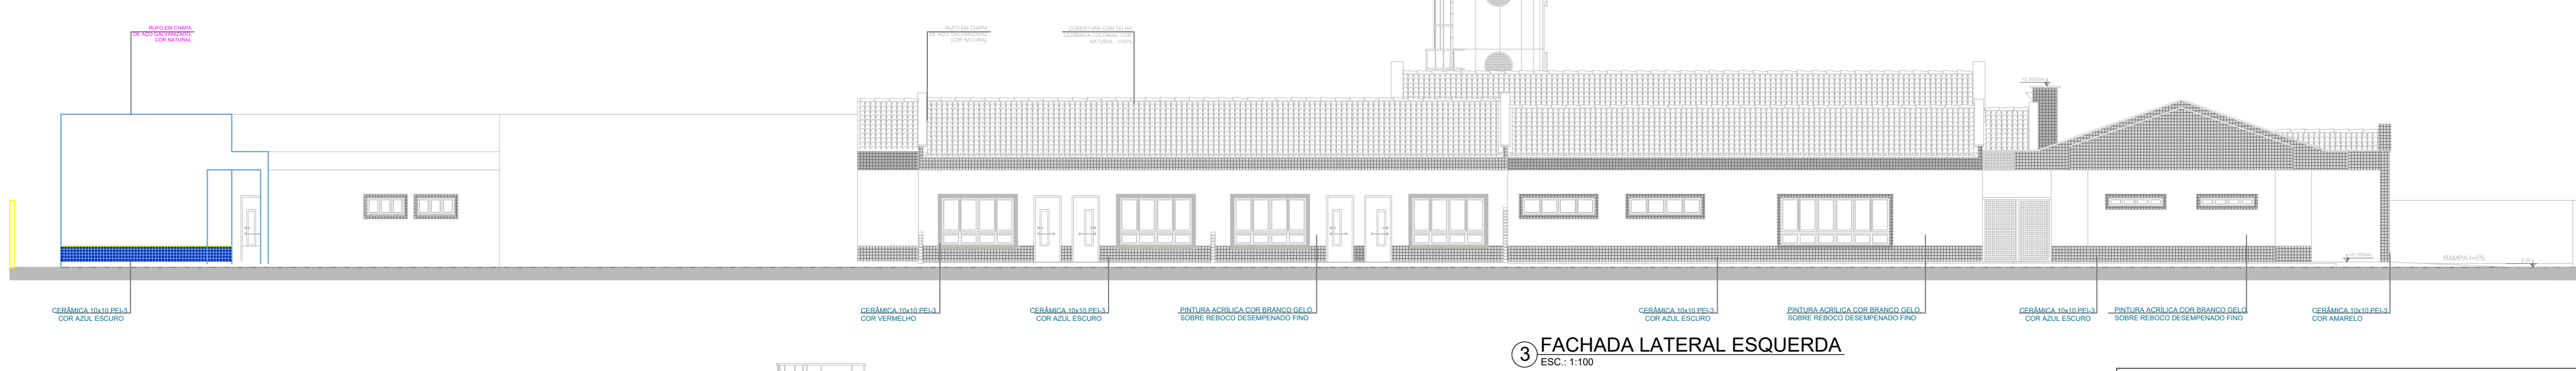 RUFO EM CHAPA
DE AÇO GALVANIZADO.
COR NATURAL
RUFO EM CHAPA
DE AÇO GALVANIZADO.
COR NATURAL
COBERTURA COM TELHA
CERÂMICA COLONIAL, COR
NATURAL
RAMPA I=5%
0.00
CERÂMICA 10x10 PEI-3
COR AZUL ESCURO
CERÂMICA 10x10 PEI-3
COR VERMELHO
CERÂMICA 10x10 PEI-3
COR AZUL ESCURO
PINTURA ACRÍLICA COR BRANCO GELO
SOBRE REBOCO DESEMPENADO FINO
CERÂMICA 10x10 PEI-3
COR AZUL ESCURO
PINTURA ACRÍLICA COR BRANCO GELO
SOBRE REBOCO DESEMPENADO FINO
CERÂMICA 10x10 PEI-3
COR AZUL ESCURO
PINTURA ACRÍLICA COR BRANCO GELO
SOBRE REBOCO DESEMPENADO FINO
CERÂMICA 10x10 PEI-3
COR AMARELO
3 FACHADA LATERAL ESQUERDA
ESC.: 1:100